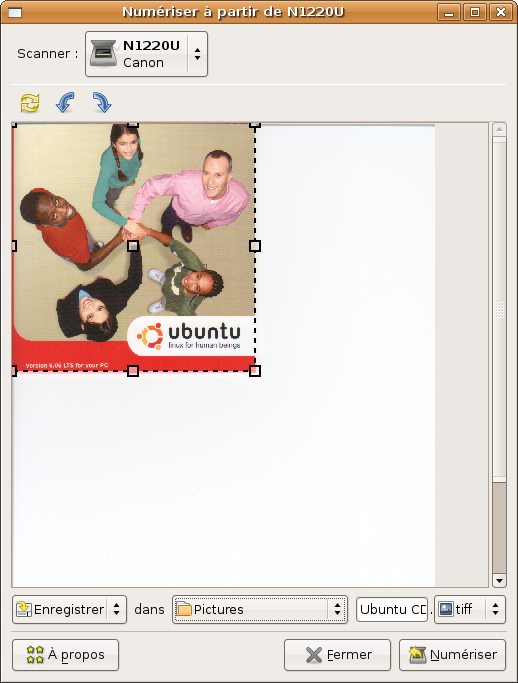 Numériser à partir de N1220U
Scanner :
N1220U
Canon
ubuntu
linux for human beings
Version 6.06 LTS for your PC
Enregistrer
dans
Pictures
Ubuntu CD
.
tiff
À propos
Fermer
Numériser